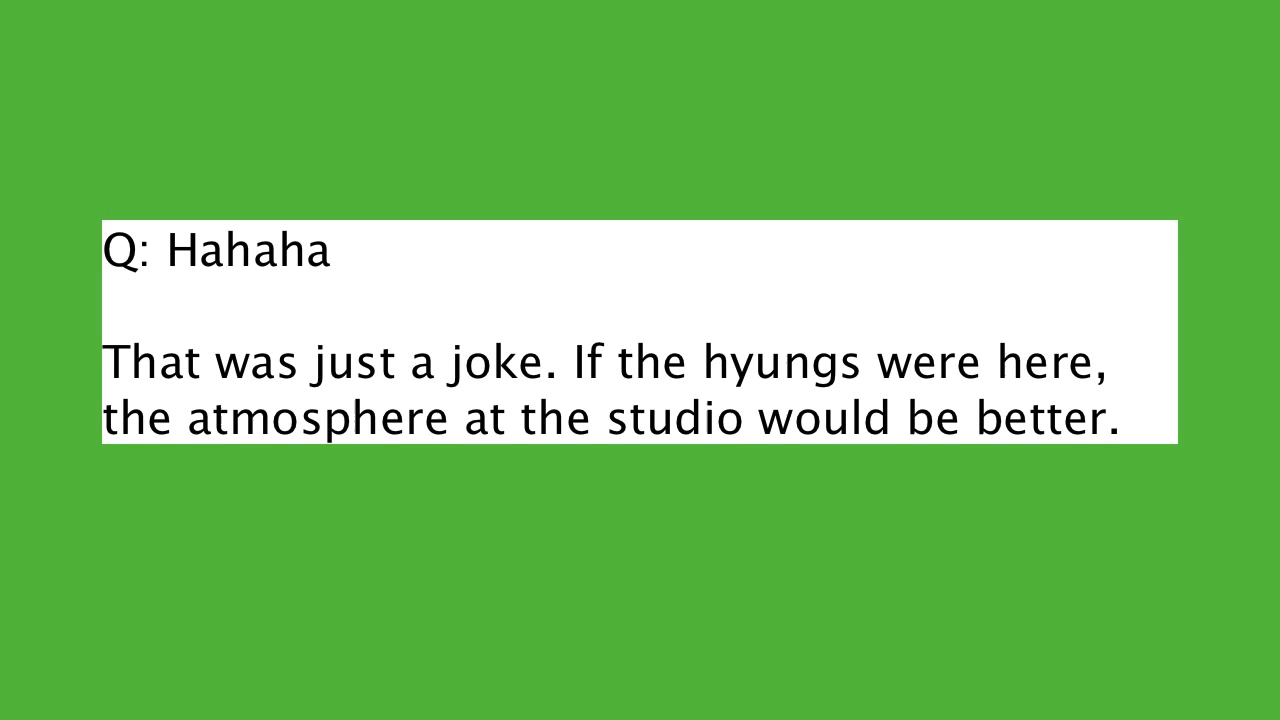 Q: Hahaha
That was just a joke. If the hyungs were here,
the atmosphere at the studio would be better.